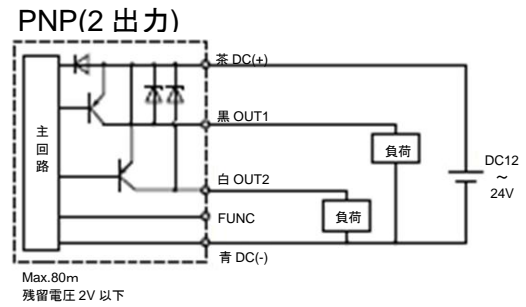 PNP(2 出力)
茶 DC(+)
黒 OUT1
主回路
負荷
DC12
～
24V
白 OUT2
負荷
FUNC
青 DC(-)
Max.80m
残留電圧 2V 以下